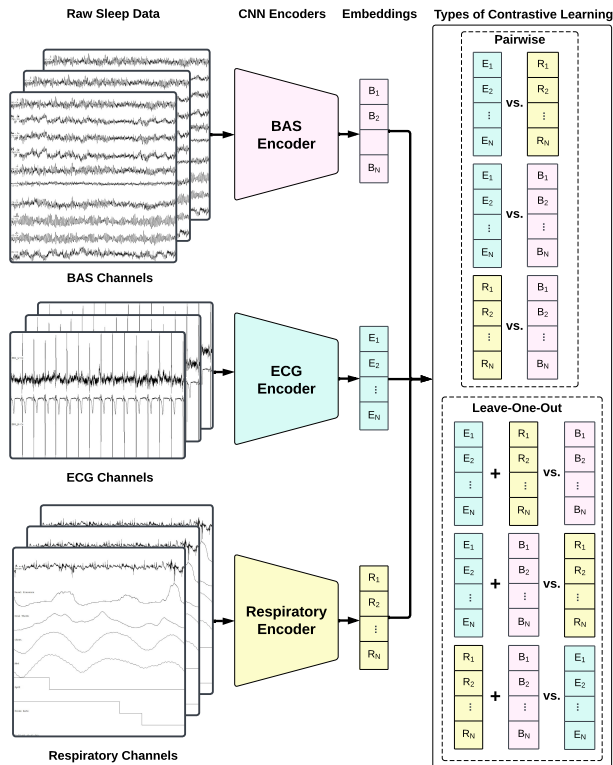 Raw Sleep Data
CNN Encoders
Embeddings
Types of Contrastive Learning
BAS Channels
BAS
Encoder
B1
B2
BN
ECG Channels
ECG
Encoder
E1
E2
⋮
EN
Respiratory Channels
Respiratory
Encoder
R1
R2
⋮
RN
Pairwise
E1 R1
E2 R2
vs.
⋮ ⋮
EN RN
E1 B1
E2 B2
vs.
⋮ ⋮
EN BN
R1 B1
R2 B2
vs.
⋮ ⋮
RN BN
Leave-One-Out
E1 R1 B1
E2 R2 B2
+ vs.
⋮ ⋮ ⋮
EN RN BN
E1 B1 R1
E2 B2 R2
+ vs.
⋮ ⋮ ⋮
EN BN RN
R1 B1 E1
R2 B2 E2
+ vs.
⋮ ⋮ ⋮
RN BN EN